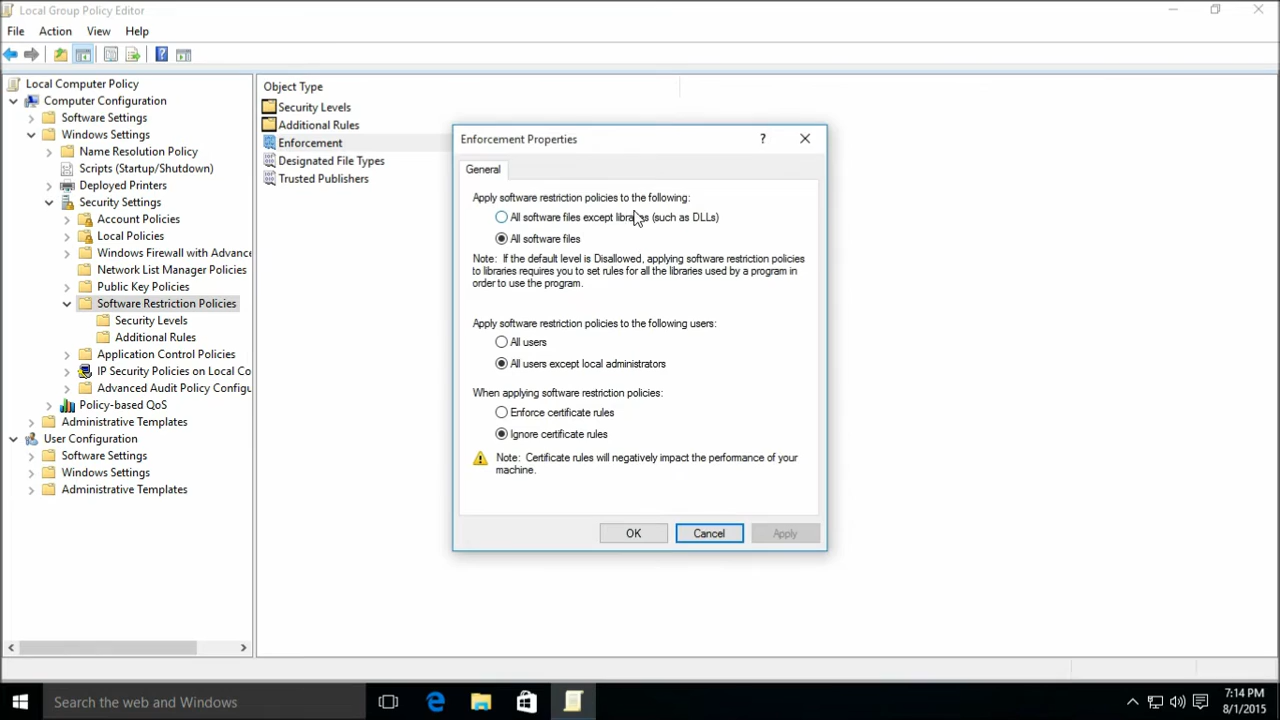 Local Group Policy Editor
File Action View Help
Local Computer Policy
Computer Configuration
Software Settings
Windows Settings
Name Resolution Policy
Scripts (Startup/Shutdown)
Deployed Printers
Security Settings
Account Policies
Local Policies
Windows Firewall with Advance
Network List Manager Policies
Public Key Policies
Software Restriction Policies
Security Levels
Additional Rules
Application Control Policies
IP Security Policies on Local Co
Advanced Audit Policy Configu
Policy-based QoS
Administrative Templates
User Configuration
Software Settings
Windows Settings
Administrative Templates
Object Type
Security Levels
Additional Rules
Enforcement
Designated File Types
Trusted Publishers
Enforcement Properties ?
General
Apply software restriction policies to the following:
All software files except libraries (such as DLLs)
All software files
Note: If the default level is Disallowed, applying software restriction policies
to libraries requires you to set rules for all the libraries used by a program in
order to use the program.
Apply software restriction policies to the following users:
All users
All users except local administrators
When applying software restriction policies:
Enforce certificate rules
Ignore certificate rules
Note: Certificate rules will negatively impact the performance of your
machine.
OK Cancel Apply
Search the web and Windows
7:14 PM
8/1/2015